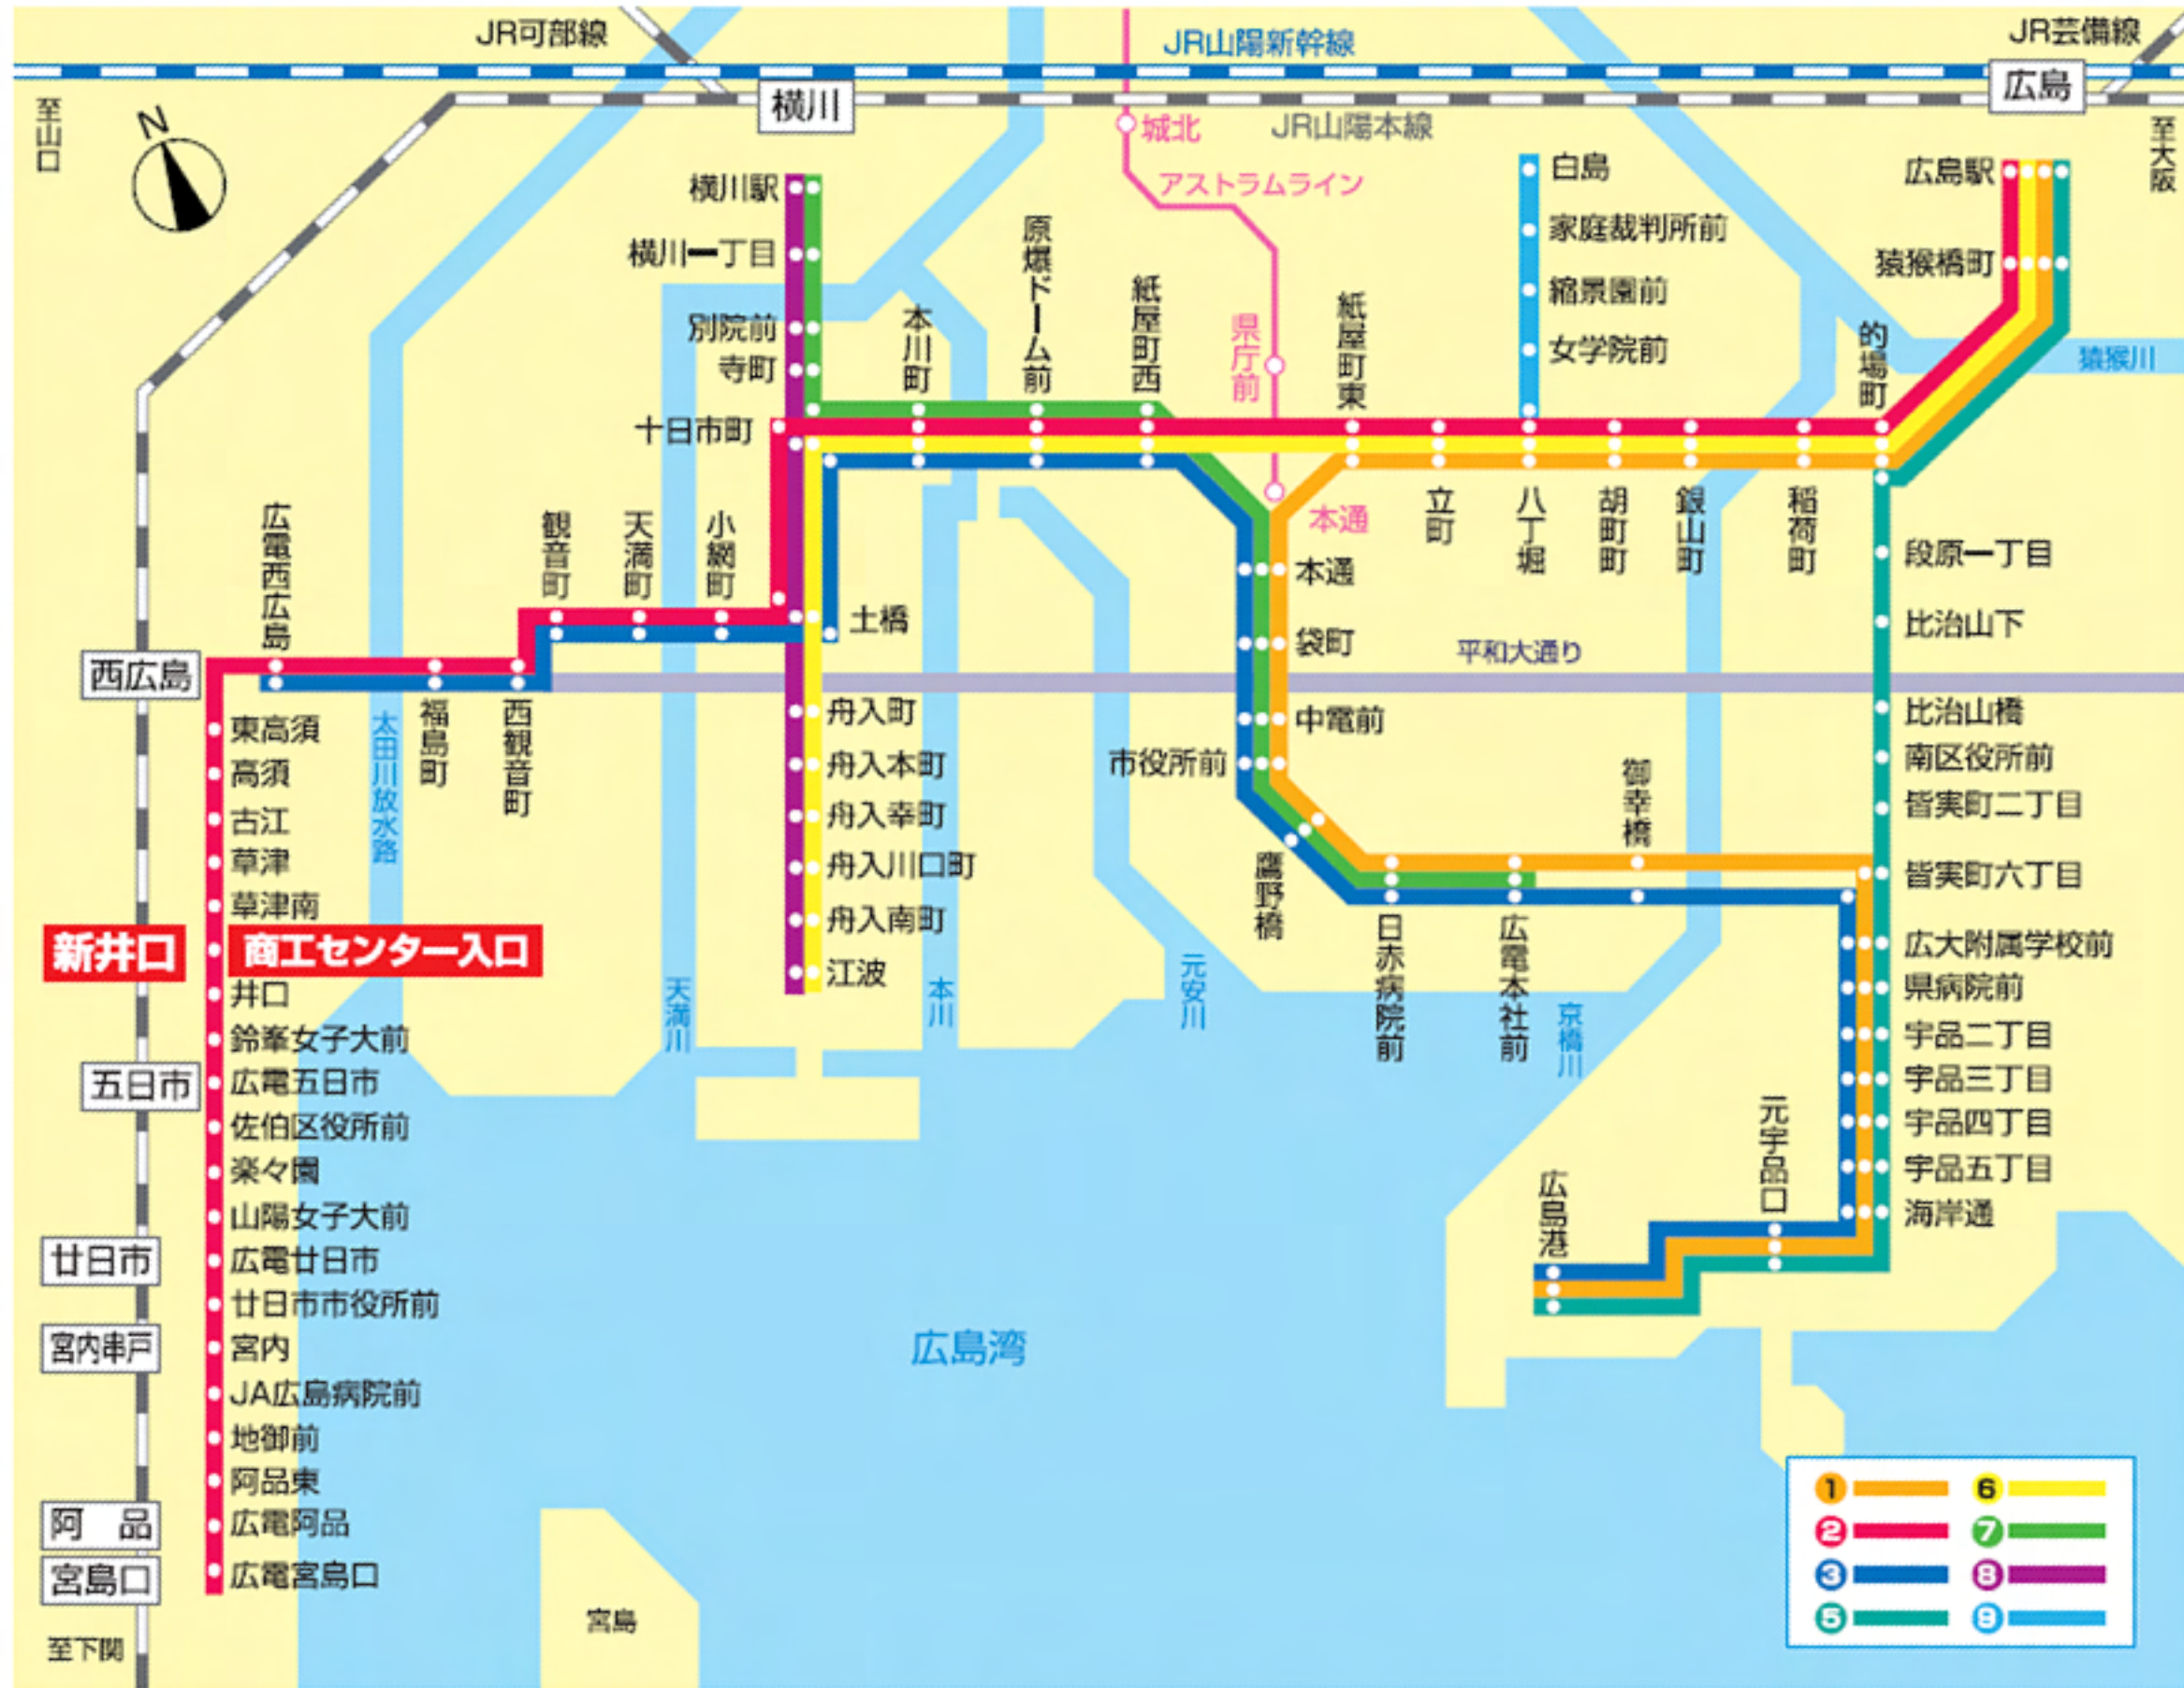 JR可部線
JR山陽新幹線
JR芸備線
至山口
横川
広島
至大阪
N
城北
JR山陽本線
アストラムライン
県庁前
本通
白島
家庭裁判所前
縮景園前
女学院前
広島駅
猿猴橋町
的場町
猿猴川
横川駅
横川一丁目
別院前
寺町
十日市町
本川町
原爆ドーム前
紙屋町西
紙屋町東
立町
八丁堀
胡町
銀山町
稲荷町
広電西広島
観音町
天満町
小網町
土橋
本通
袋町
平和大通り
中電前
市役所前
段原一丁目
比治山下
比治山橋
南区役所前
皆実町二丁目
皆実町六丁目
西広島
東高須
高須
古江
草津
草津南
新井口
商工センター入口
井口
鈴峯女子大前
五日市
広電五日市
佐伯区役所前
楽々園
山陽女子大前
廿日市
広電廿日市
廿日市市役所前
宮内串戸
宮内
JA広島病院前
地御前
阿品東
阿 品
広電阿品
宮島口
広電宮島口
至下関
太田川放水路
福島町
西観音町
舟入町
舟入本町
舟入幸町
舟入川口町
舟入南町
江波
天満川
本川
元安川
京橋川
鷹野橋
日赤病院前
広電本社前
御幸橋
広大附属学校前
県病院前
宇品二丁目
宇品三丁目
宇品四丁目
宇品五丁目
海岸通
元宇品口
広島港
広島湾
宮島
1 6
2 7
3 8
5 9